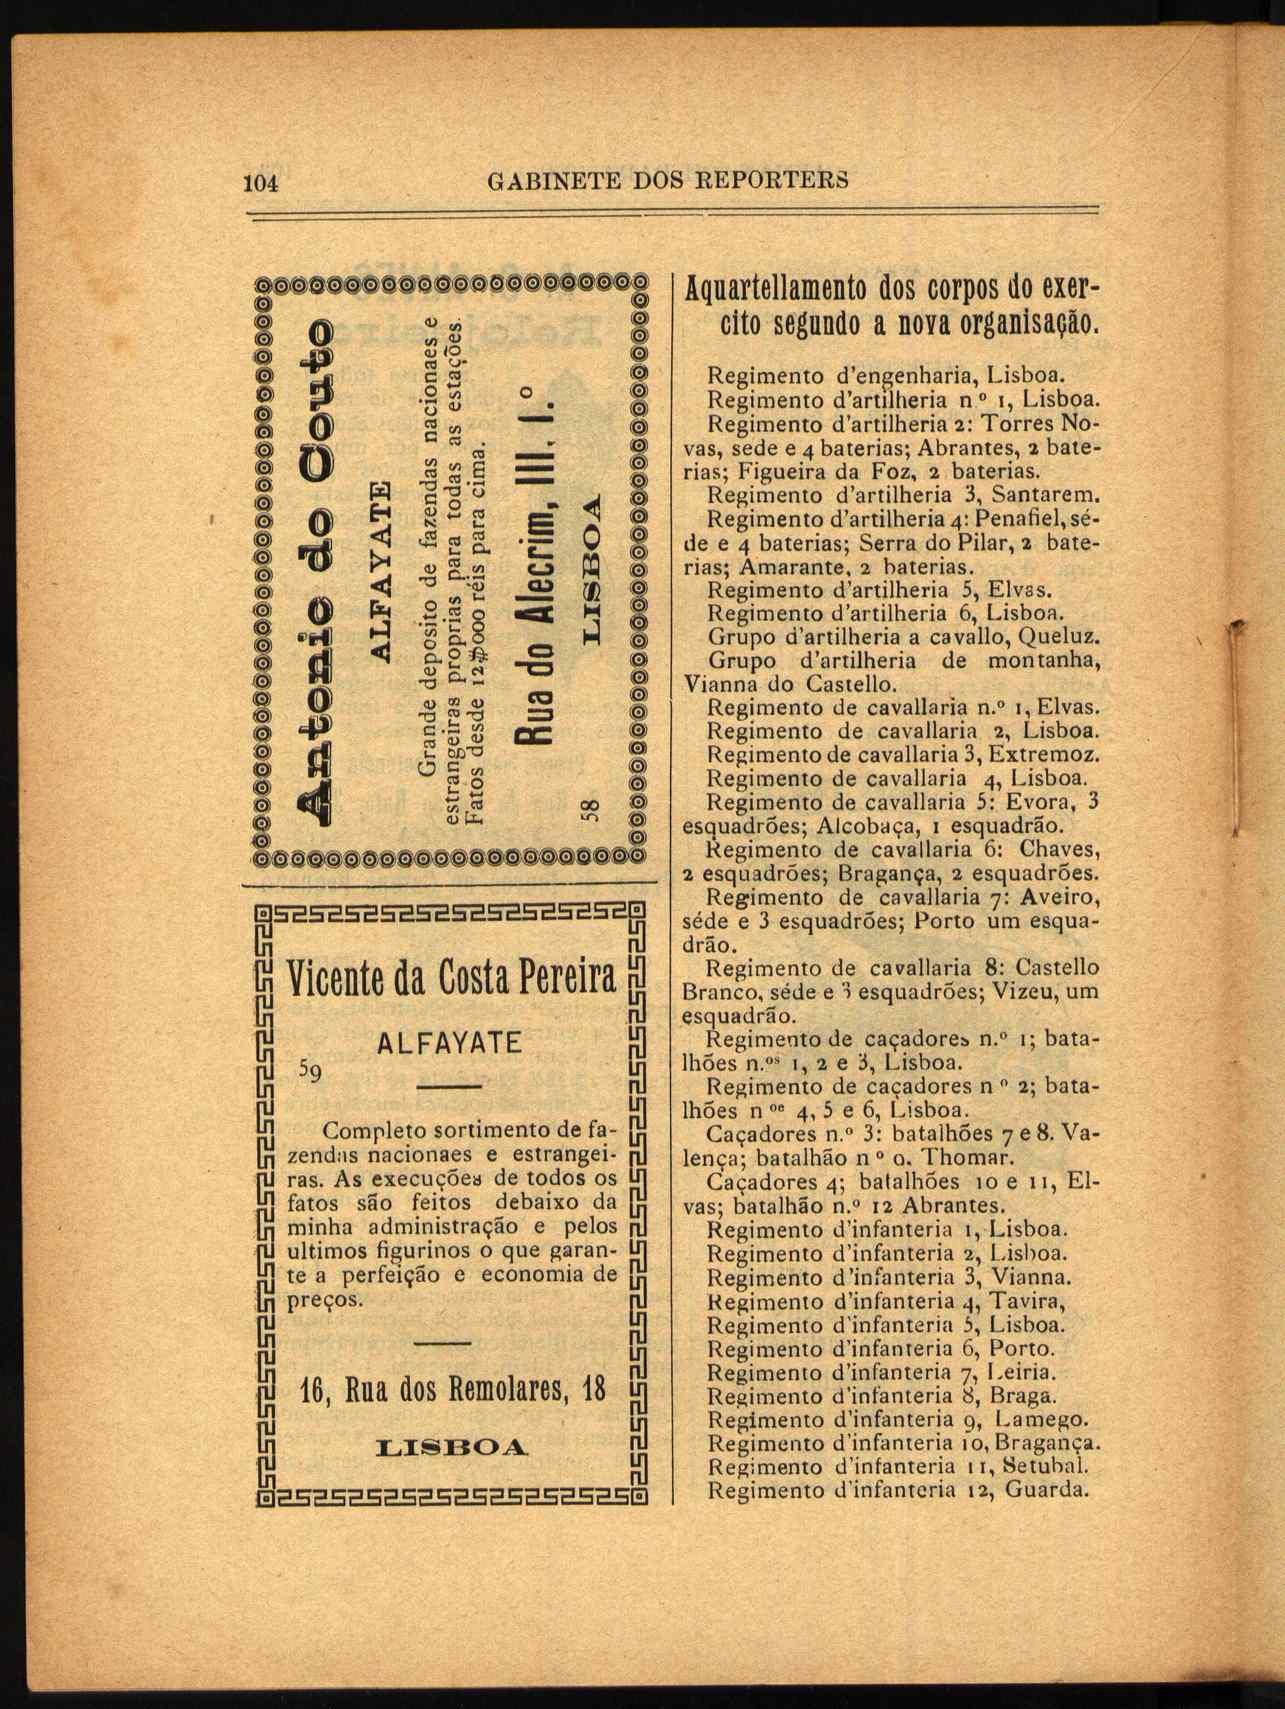 104
GABINETE DOS REPORTERS
Antonio do Couto
ALFAYATE
Grande deposito de fazendas nacionaes e
estrangeiras proprias para todas as estações.
Fatos desde 12$000 réis para cima.
Rua do Alecrim, III, I.º
58
LISBOA
Vicente da Costa Pereira
ALFAYATE
59
Completo sortimento de fa-
zendas nacionaes e estrangei-
ras. As execuções de todos os
fatos são feitos debaixo da
minha administração e pelos
ultimos figurinos o que garan-
te a perfeição e economia de
preços.
16, Rua dos Remolares, 18
LISBOA
Aquartellamento dos corpos do exer-
cito segundo a nova organisação.
Regimento d'engenharia, Lisboa.
Regimento d'artilheria n º 1, Lisboa.
Regimento d'artilheria 2: Torres No-
vas, sede e 4 baterias; Abrantes, 2 bate-
rias; Figueira da Foz, 2 baterias.
Regimento d'artilheria 3, Santarem.
Regimento d'artilheria 4: Penafiel, sé-
de e 4 baterias; Serra do Pilar, 2 bate-
rias; Amarante, 2 baterias.
Regimento d'artilheria 5, Elvas.
Regimento d'artilheria 6, Lisboa.
Grupo d'artilheria a cavallo, Queluz.
Grupo d'artilheria de montanha,
Vianna do Castello.
Regimento de cavallaria n.º 1, Elvas.
Regimento de cavallaria 2, Lisboa.
Regimento de cavallaria 3, Extremoz.
Regimento de cavallaria 4, Lisboa.
Regimento de cavallaria 5: Evora, 3
esquadrões; Alcobaça, 1 esquadrão.
Regimento de cavallaria 6: Chaves,
2 esquadrões; Bragança, 2 esquadrões.
Regimento de cavallaria 7: Aveiro,
séde e 3 esquadrões; Porto um esqua-
drão.
Regimento de cavallaria 8: Castello
Branco, séde e 3 esquadrões; Vizeu, um
esquadrão.
Regimento de caçadores n.º 1; bata-
lhões n.ºˢ 1, 2 e 3, Lisboa.
Regimento de caçadores n º 2; bata-
lhões n ºᵉ 4, 5 e 6, Lisboa.
Caçadores n.º 3: batalhões 7 e 8. Va-
lença; batalhão n º 9. Thomar.
Caçadores 4; batalhões 10 e 11, El-
vas; batalhão n.º 12 Abrantes.
Regimento d'infanteria 1, Lisboa.
Regimento d'infanteria 2, Lisboa.
Regimento d'infanteria 3, Vianna.
Regimento d'infanteria 4, Tavira,
Regimento d'infanteria 5, Lisboa.
Regimento d'infanteria 6, Porto.
Regimento d'infanteria 7, Leiria.
Regimento d'infanteria 8, Braga.
Regimento d'infanteria 9, Lamego.
Regimento d'infanteria 10, Bragança.
Regimento d'infanteria 11, Setubal.
Regimento d'infanteria 12, Guarda.